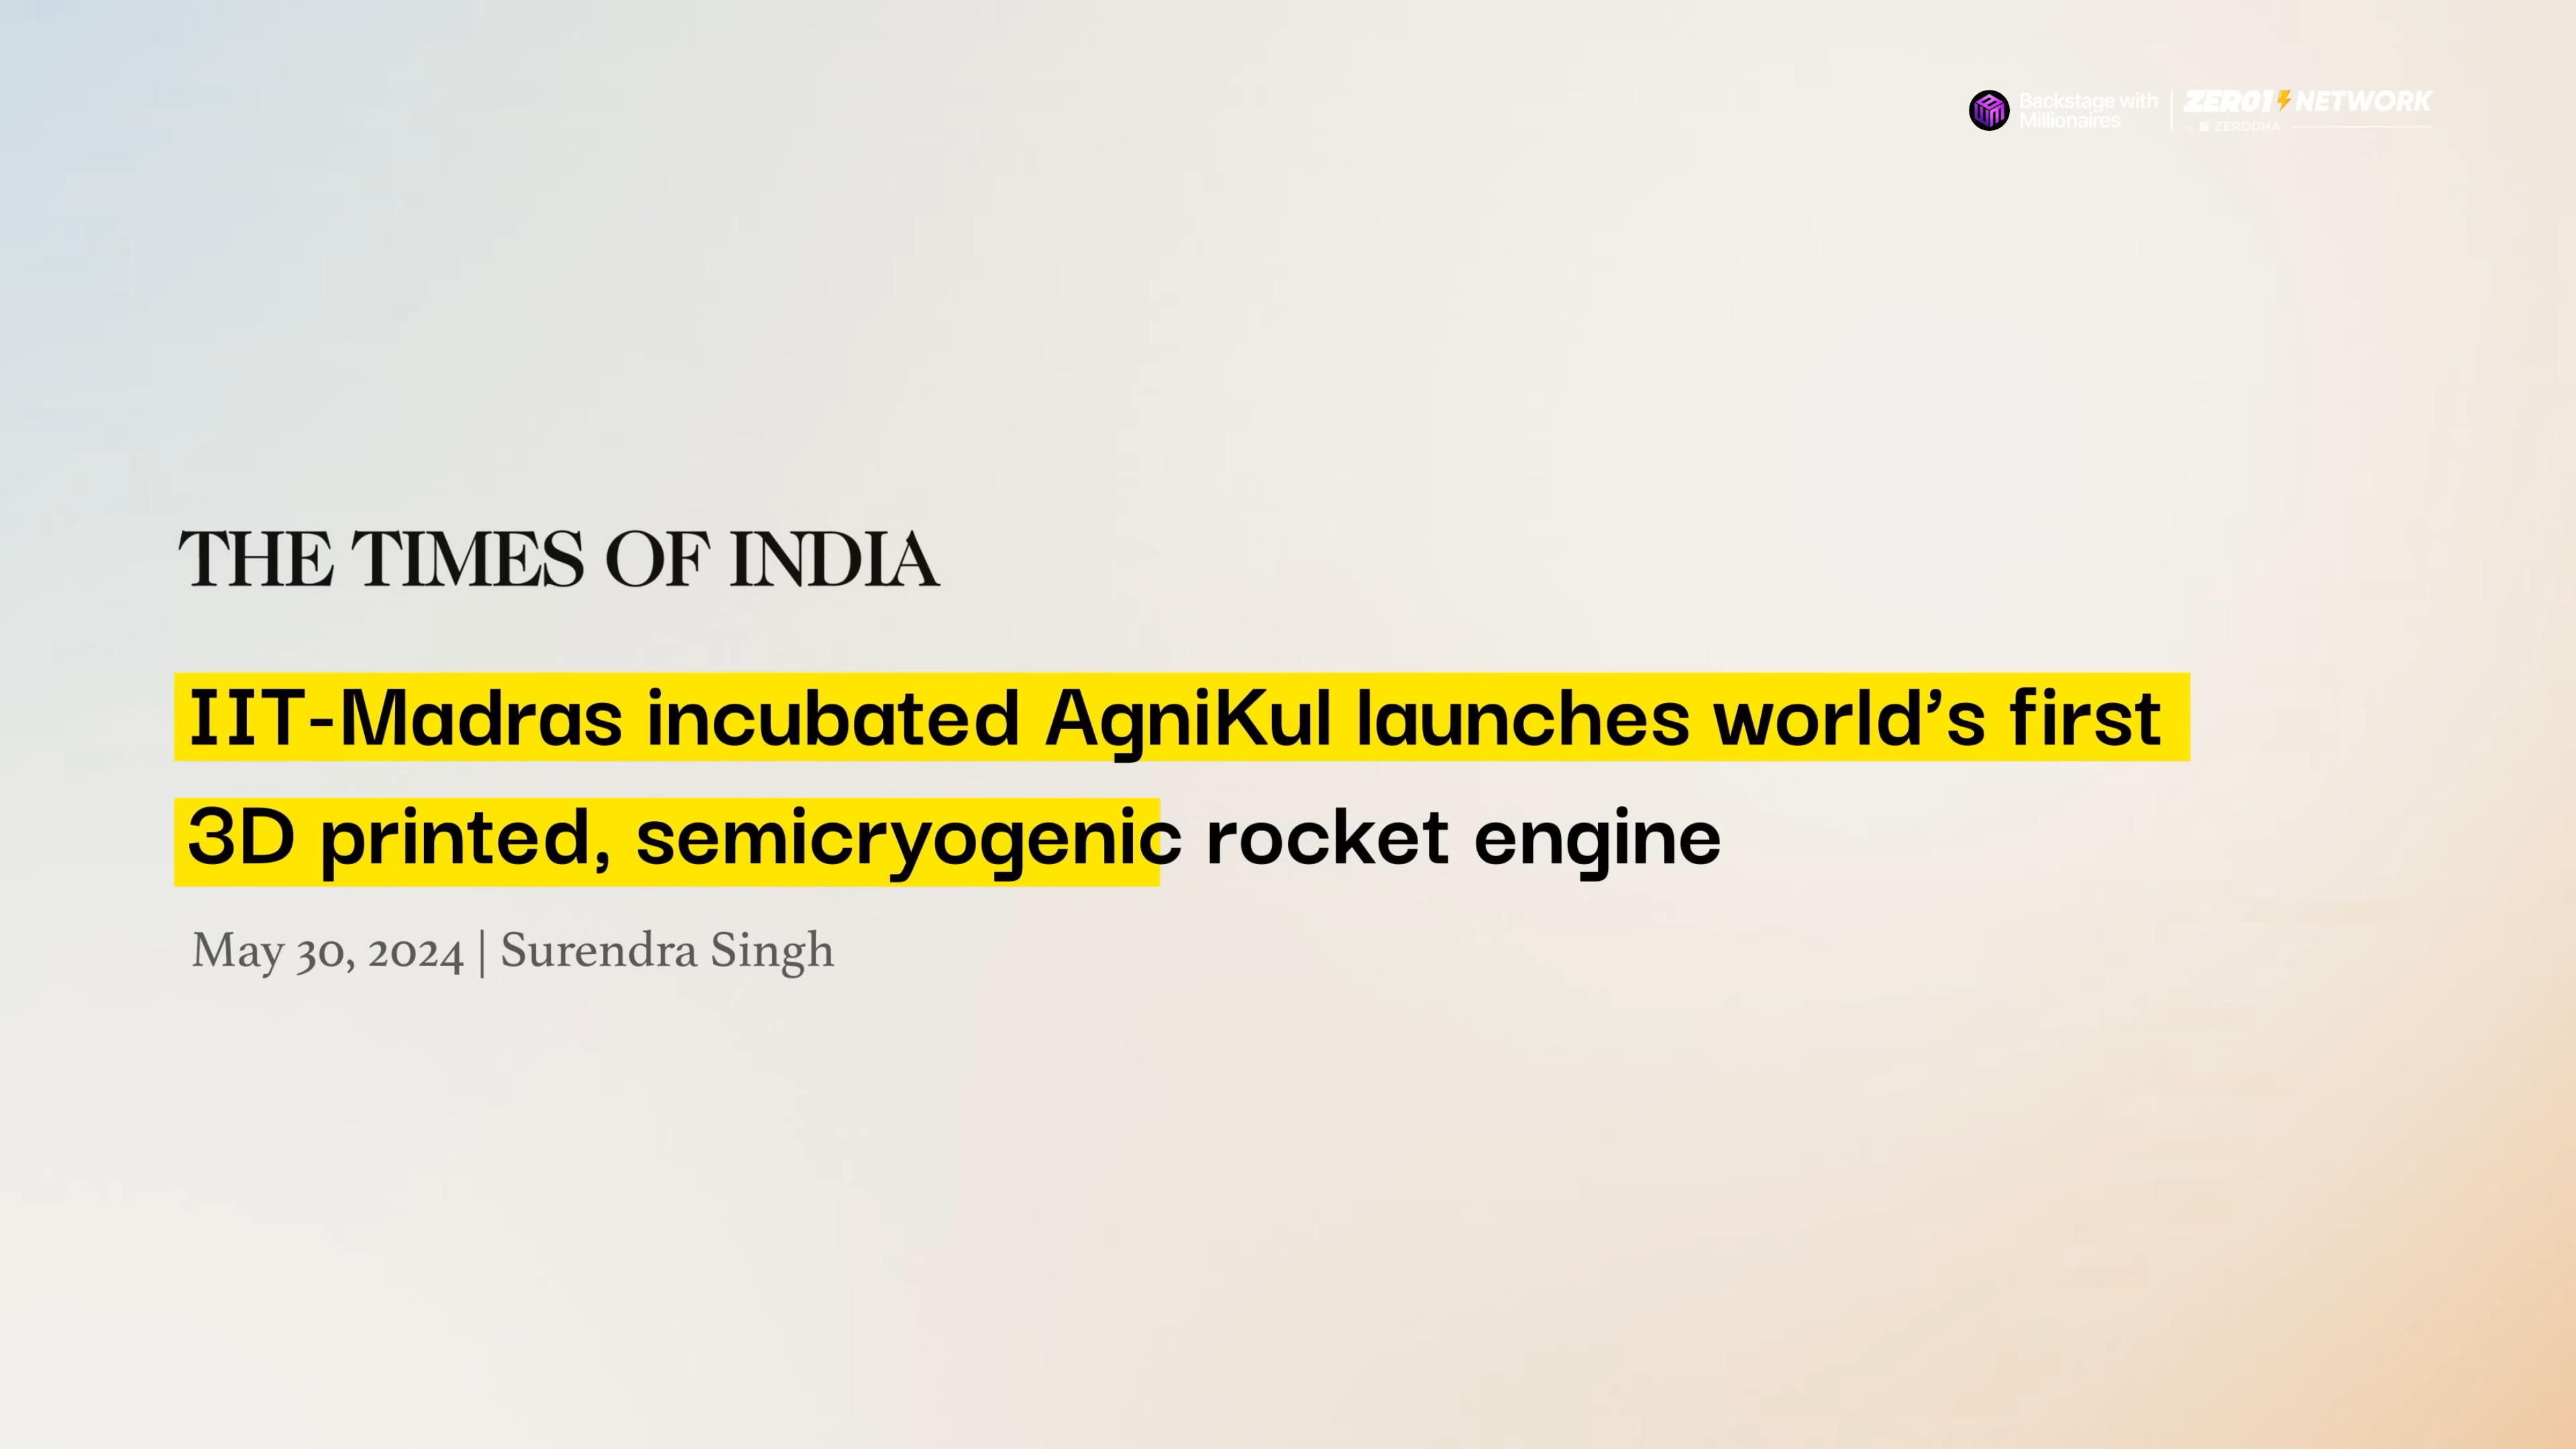 Backstage with
Millionaires
ZERO1 NETWORK
by ZERODHA
THE TIMES OF INDIA
IIT-Madras incubated AgniKul launches world’s first
3D printed, semicryogenic rocket engine
May 30, 2024 | Surendra Singh